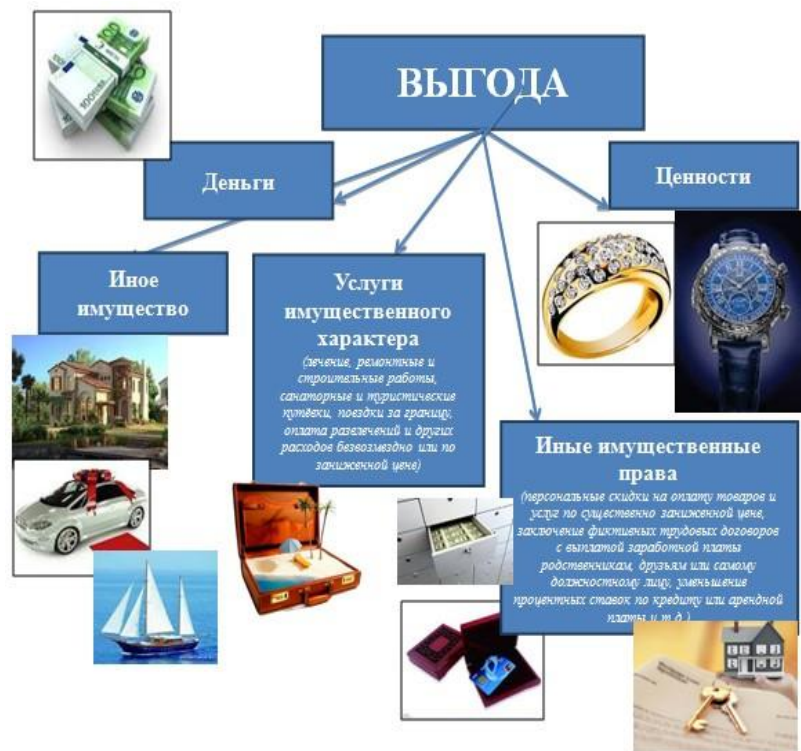 ВЫГОДА
Деньги
Ценности
Иное
имущество
Услуги
имущественного
характера
(лечение, ремонтные и
строительные работы,
санаторные и туристические
путёвки, поездки за границу,
оплата развлечений и других
расходов безвозмездно или по
заниженной цене)
Иные имущественные
права
(персональные скидки на оплату товаров и
услуг по существенно заниженной цене,
заключение фиктивных трудовых договоров
с выплатой заработной платы
родственникам, друзьям или самому
должностному лицу, уменьшение
процентных ставок по кредиту или арендной
платы и т.д.)
100